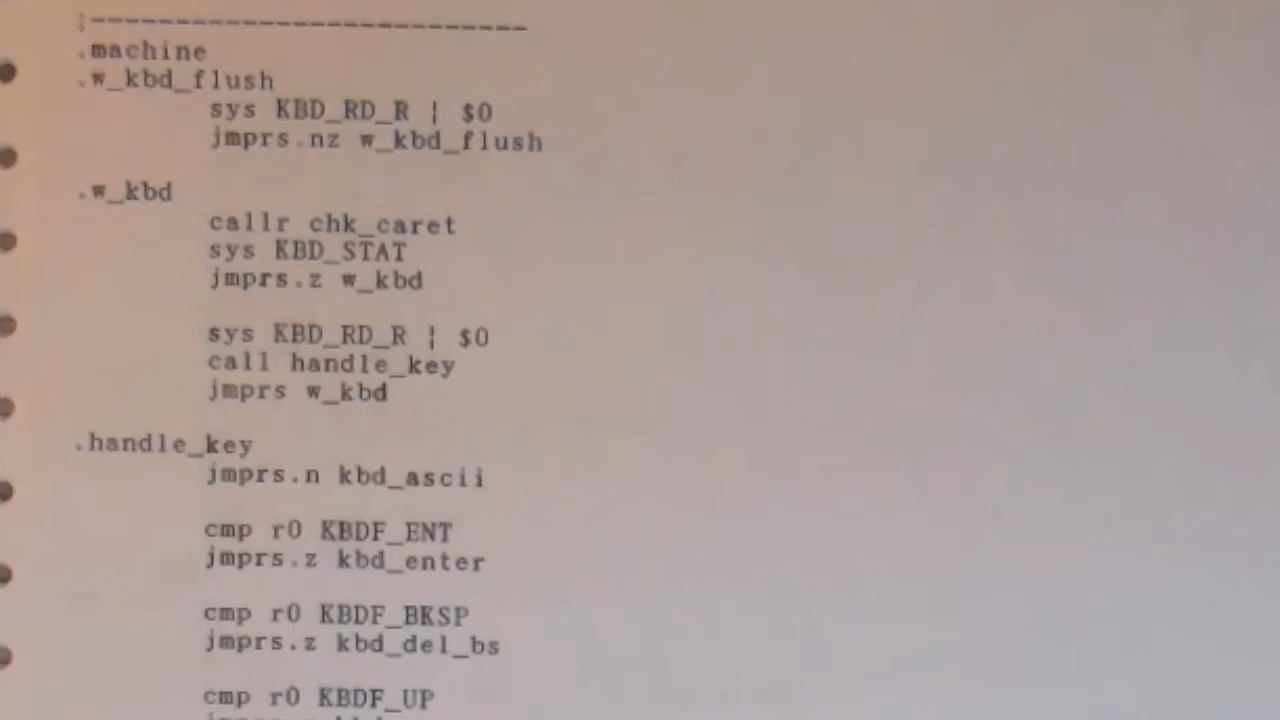 ;---------------------------
.machine
.w_kbd_flush
sys KBD_RD_R | $0
jmprs.nz w_kbd_flush
.w_kbd
callr chk_caret
sys KBD_STAT
jmprs.z w_kbd
sys KBD_RD_R | $0
call handle_key
jmprs w_kbd
.handle_key
jmprs.n kbd_ascii
cmp r0 KBDF_ENT
jmprs.z kbd_enter
cmp r0 KBDF_BKSP
jmprs.z kbd_del_bs
cmp r0 KBDF_UP